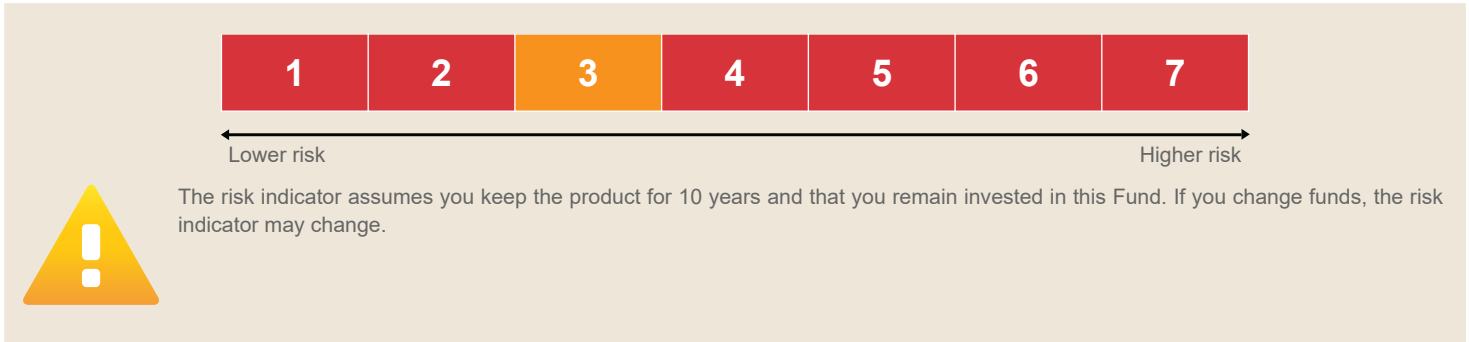 1 2 3 4 5 6 7
Lower risk Higher risk
The risk indicator assumes you keep the product for 10 years and that you remain invested in this Fund. If you change funds, the risk
indicator may change.